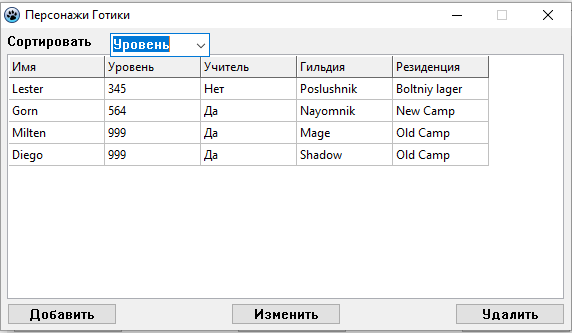 Персонажи Готики
Сортировать Уровень
Имя Уровень Учитель Гильдия Резиденция
Lester 345 Нет Poslushnik Boltniy lager
Gorn 564 Да Nayomnik New Camp
Milten 999 Да Mage Old Camp
Diego 999 Да Shadow Old Camp
Добавить Изменить Удалить